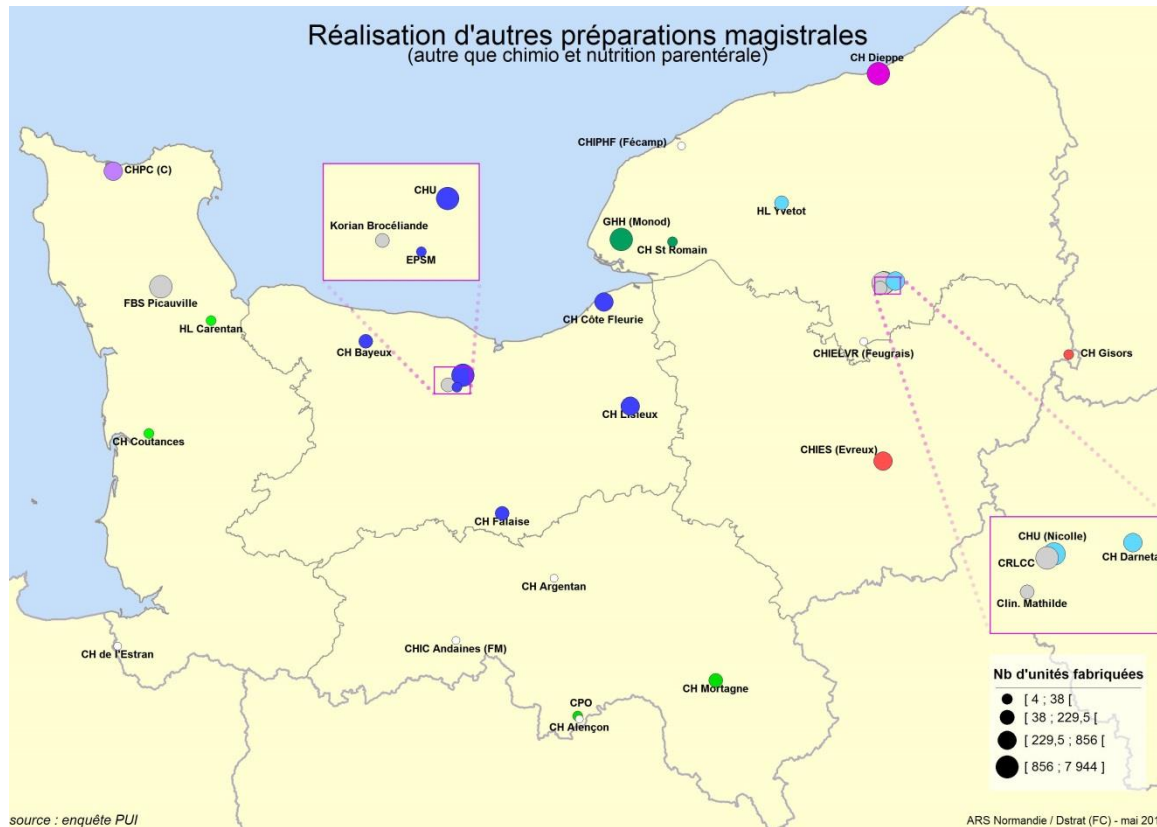 Réalisation d'autres préparations magistrales
(autre que chimio et nutrition parentérale)
CH Dieppe
CHIPHF (Fécamp)
CHPC (C)
CHU
Korian Brocéliande
EPSM
HL Yvetot
GHH (Monod)
CH St Romain
FBS Picauville
HL Carentan
CH Côte Fleurie
CH Bayeux
CHIELVR (Feugrais)
CH Gisors
CH Lisieux
CH Coutances
CHIES (Evreux)
CH Falaise
CHU (Nicolle)
CRLCC
CH Darneta
Clin. Mathilde
CH Argentan
CH de l'Estran
CHIC Andaines (FM)
CH Mortagne
CPO
CH Alençon
Nb d'unités fabriquées
[ 4 ; 38 [
[ 38 ; 229,5 [
[ 229,5 ; 856 [
[ 856 ; 7 944 ]
source : enquête PUI
ARS Normandie / Dstrat (FC) - mai 201